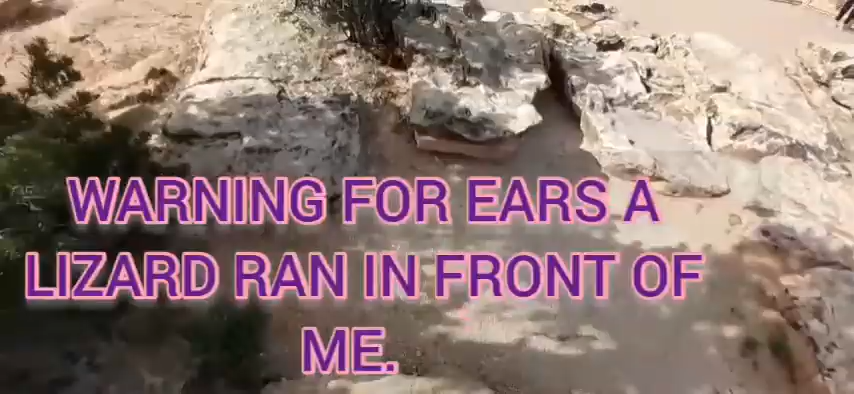 WARNING FOR EARS A
LIZARD RAN IN FRONT OF
ME.